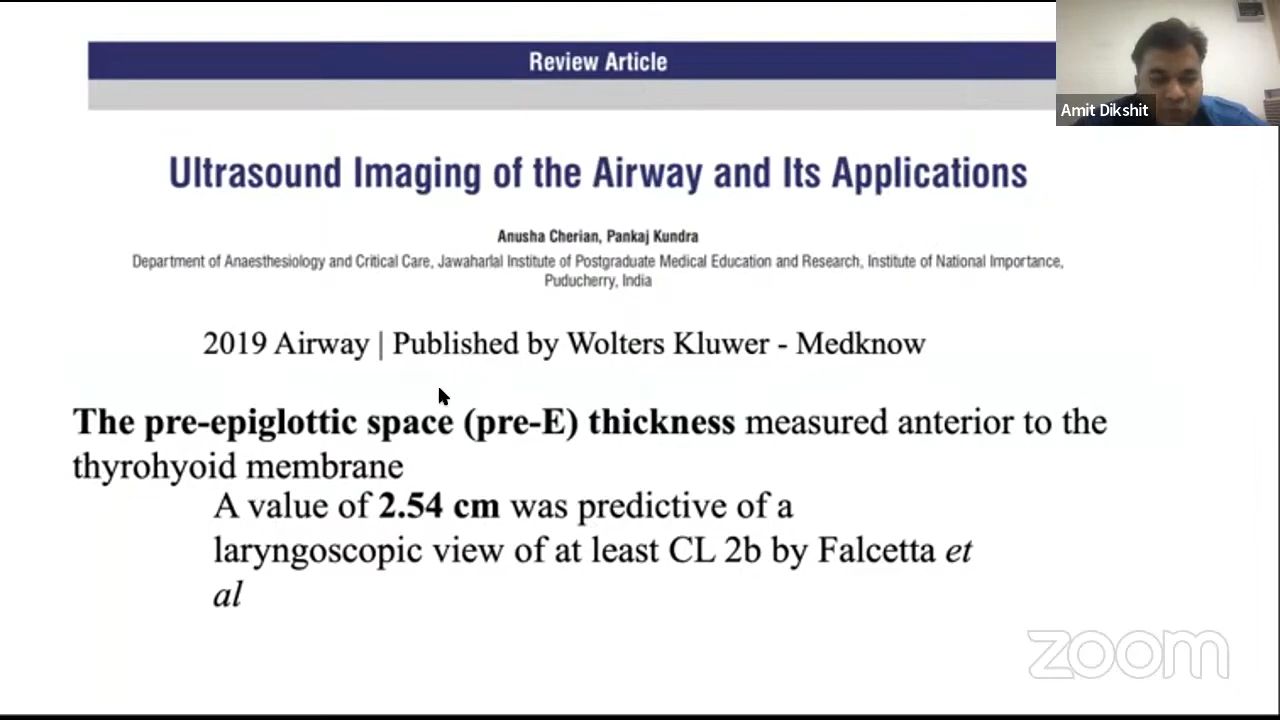 Review Article
Amit Dikshit
Ultrasound Imaging of the Airway and Its Applications
Anusha Cherian, Pankaj Kundra
Department of Anaesthesiology and Critical Care, Jawaharlal Institute of Postgraduate Medical Education and Research, Institute of National Importance,
Puducherry, India
2019 Airway | Published by Wolters Kluwer - Medknow
The pre-epiglottic space (pre-E) thickness measured anterior to the
thyrohyoid membrane
A value of 2.54 cm was predictive of a
laryngoscopic view of at least CL 2b by Falcetta et
al
zoom